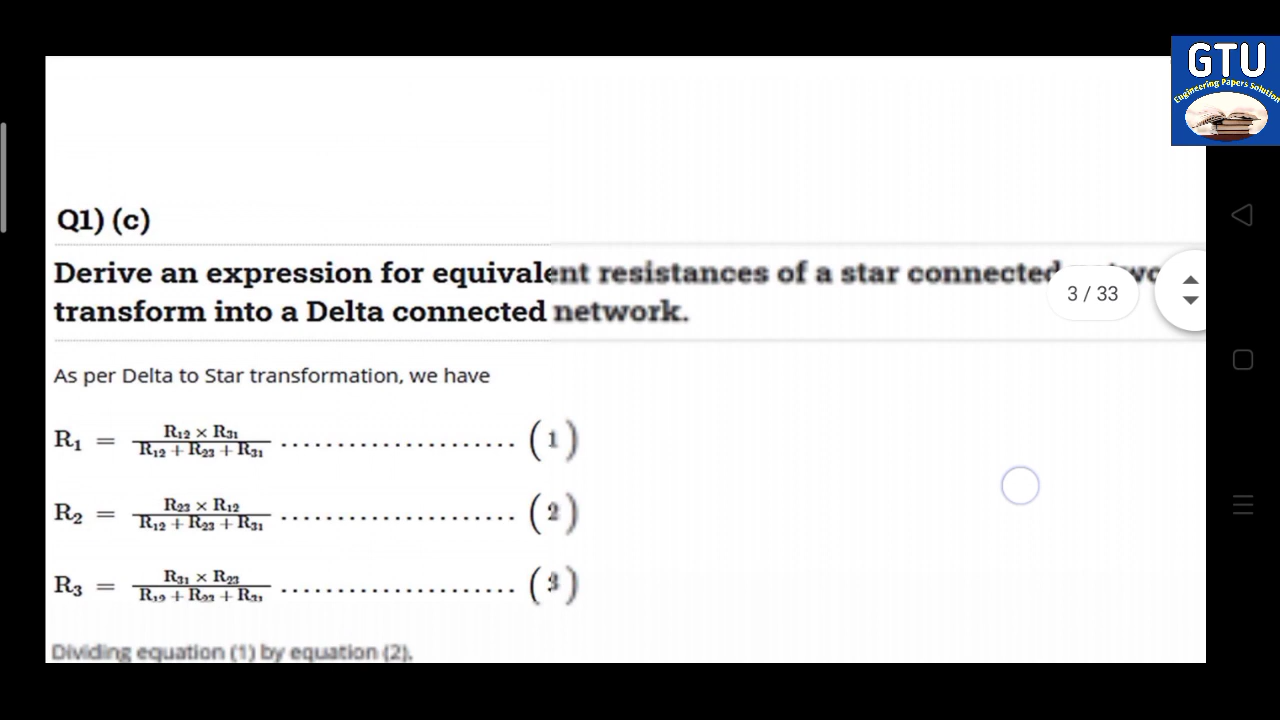 GTU
Engineering Papers Solution
Q1) (c)
Derive an expression for equivalent resistances of a star connected
3 / 33
transform into a Delta connected network.
As per Delta to Star transformation, we have
R₁ = R₁₂ × R₃₁ / R₁₂ + R₂₃ + R₃₁ ...................... (1)
R₂ = R₂₃ × R₁₂ / R₁₂ + R₂₃ + R₃₁ ...................... (2)
R₃ = R₃₁ × R₂₃ / R₁₂ + R₂₃ + R₃₁ ...................... (3)
Dividing equation (1) by equation (2),